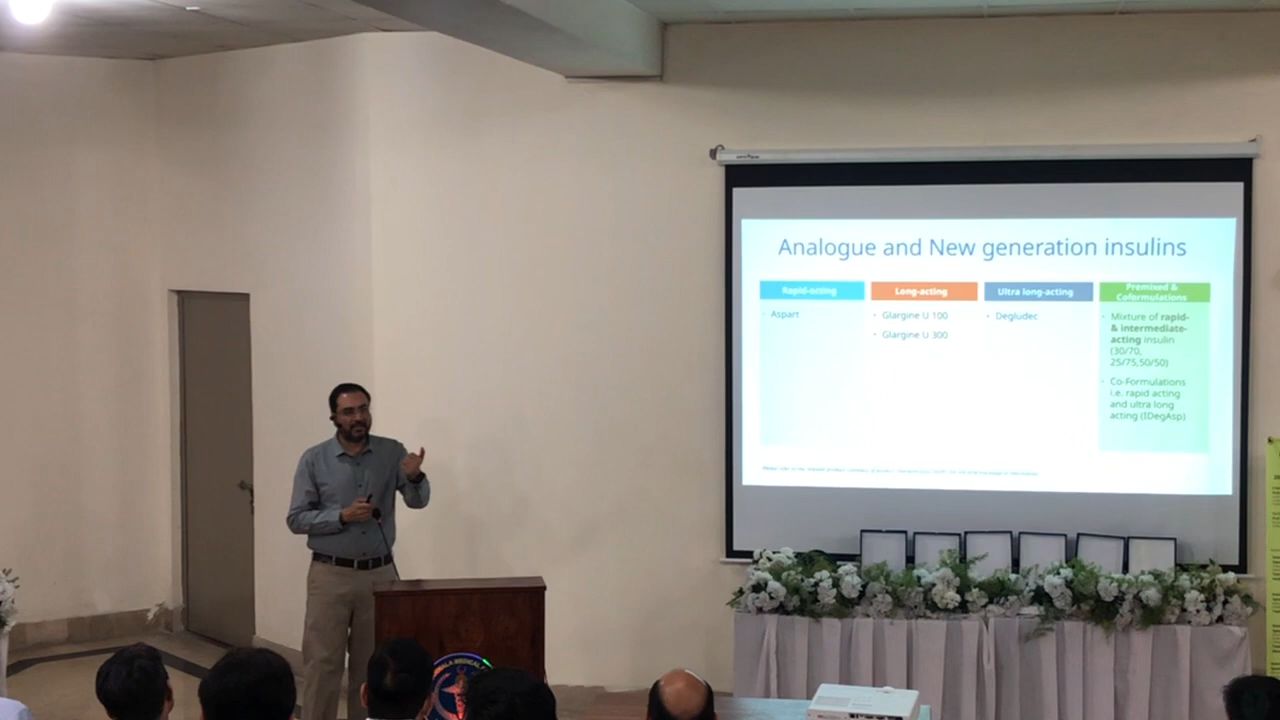 Analogue and New generation insulins
Rapid-acting
Long-acting
Ultra long-acting
Premixed &
Coformulations
Aspart
Glargine U 100
Glargine U 300
Degludec
Mixture of rapid-
& intermediate-
acting insulin
(30/70,
25/75,50/50)
Co-Formulations
i.e. rapid acting
and ultra long
acting (IDegAsp)